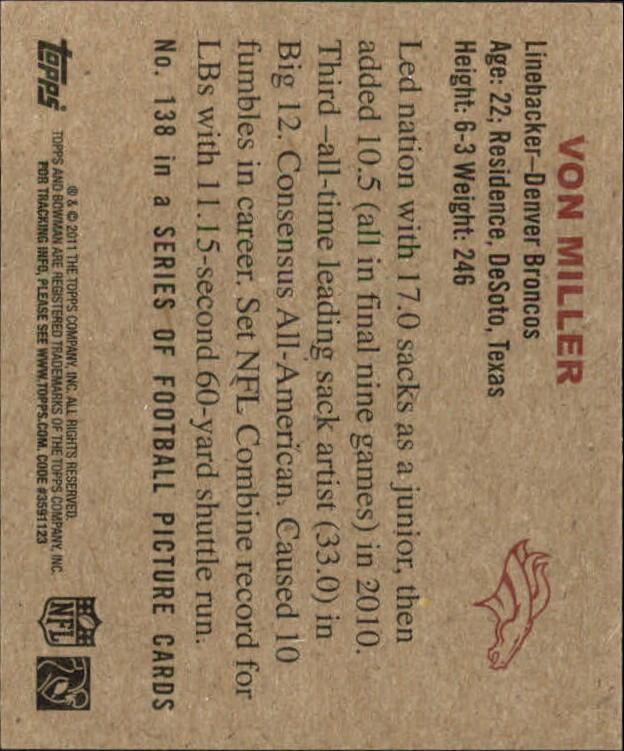 VON MILLER
Linebacker—Denver Broncos
Age: 22; Residence, DeSoto, Texas
Height: 6-3 Weight: 246
Led nation with 17.0 sacks as a junior, then
added 10.5 (all in final nine games) in 2010.
Third –all-time leading sack artist (33.0) in
Big 12. Consensus All-American. Caused 10
fumbles in career. Set NFL Combine record for
LBs with 11.15-second 60-yard shuttle run.
No. 138 in a SERIES OF FOOTBALL PICTURE CARDS
topps
® & © 2011 THE TOPPS COMPANY, INC. ALL RIGHTS RESERVED.
TOPPS AND BOWMAN ARE REGISTERED TRADEMARKS OF THE TOPPS COMPANY, INC.
FOR TRACKING INFO, PLEASE SEE WWW.TOPPS.COM. CODE #3591123
NFL